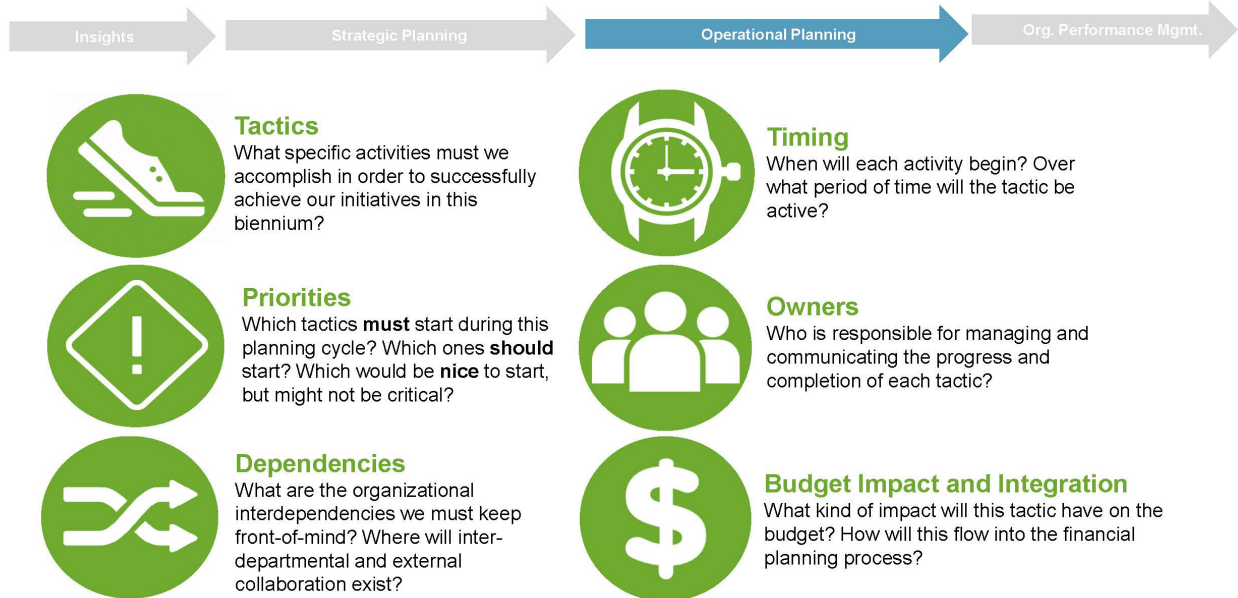 Insights
Strategic Planning
Operational Planning
Org. Performance Mgmt.
Tactics
What specific activities must we
accomplish in order to successfully
achieve our initiatives in this
biennium?
Priorities
Which tactics must start during this
planning cycle? Which ones should
start? Which would be nice to start,
but might not be critical?
Dependencies
What are the organizational
interdependencies we must keep
front-of-mind? Where will inter-
departmental and external
collaboration exist?
Timing
When will each activity begin? Over
what period of time will the tactic be
active?
Owners
Who is responsible for managing and
communicating the progress and
completion of each tactic?
Budget Impact and Integration
What kind of impact will this tactic have on the
budget? How will this flow into the financial
planning process?